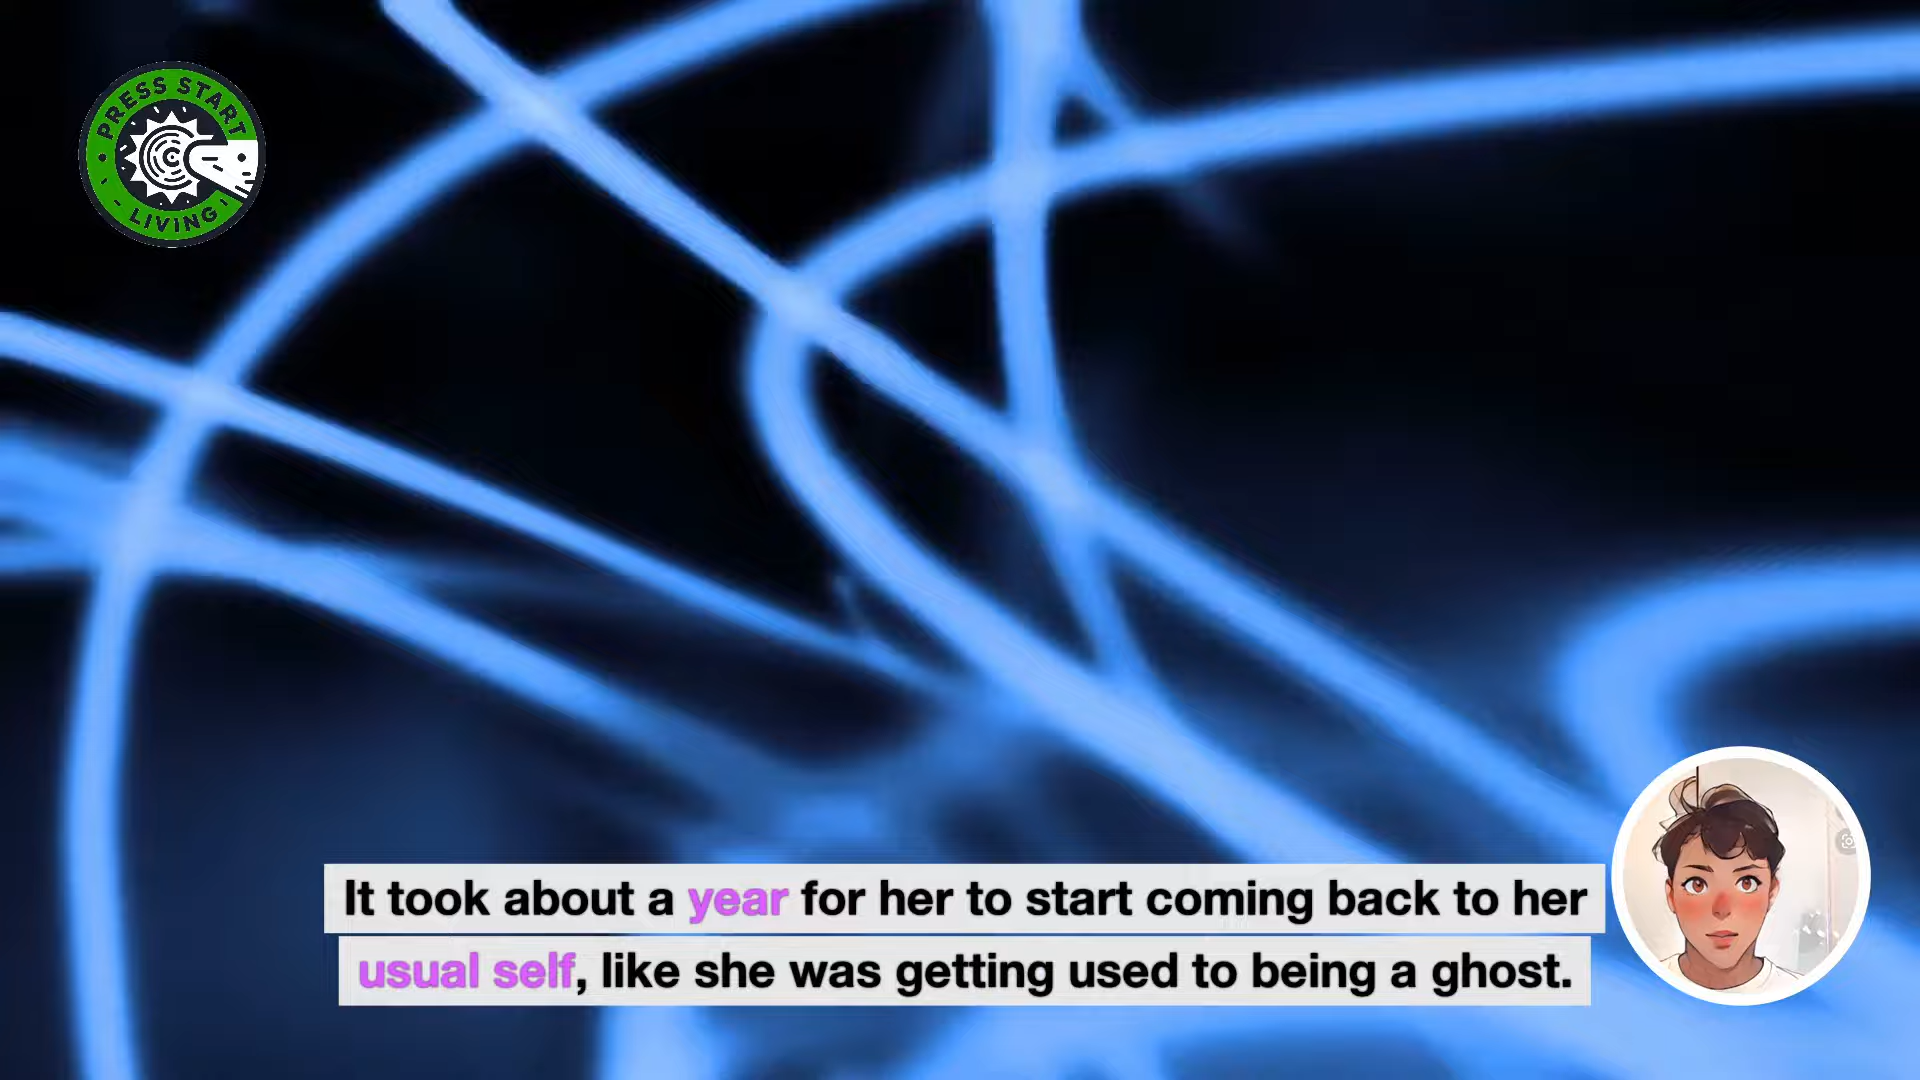 PRESS START
LIVING
It took about a year for her to start coming back to her
usual self, like she was getting used to being a ghost.